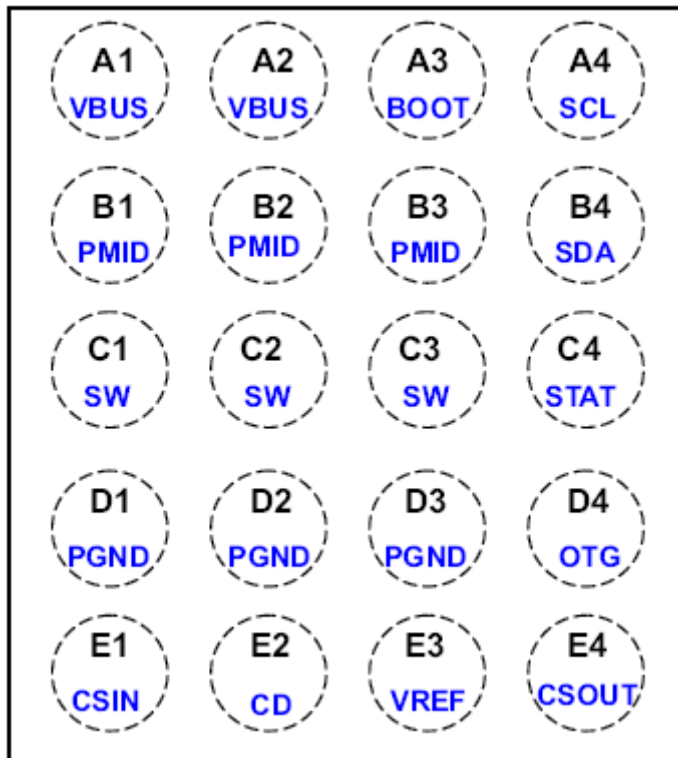 A1 A2 A3 A4
VBUS VBUS BOOT SCL
B1 B2 B3 B4
PMID PMID PMID SDA
C1 C2 C3 C4
SW SW SW STAT
D1 D2 D3 D4
PGND PGND PGND OTG
E1 E2 E3 E4
CSIN CD VREF CSOUT